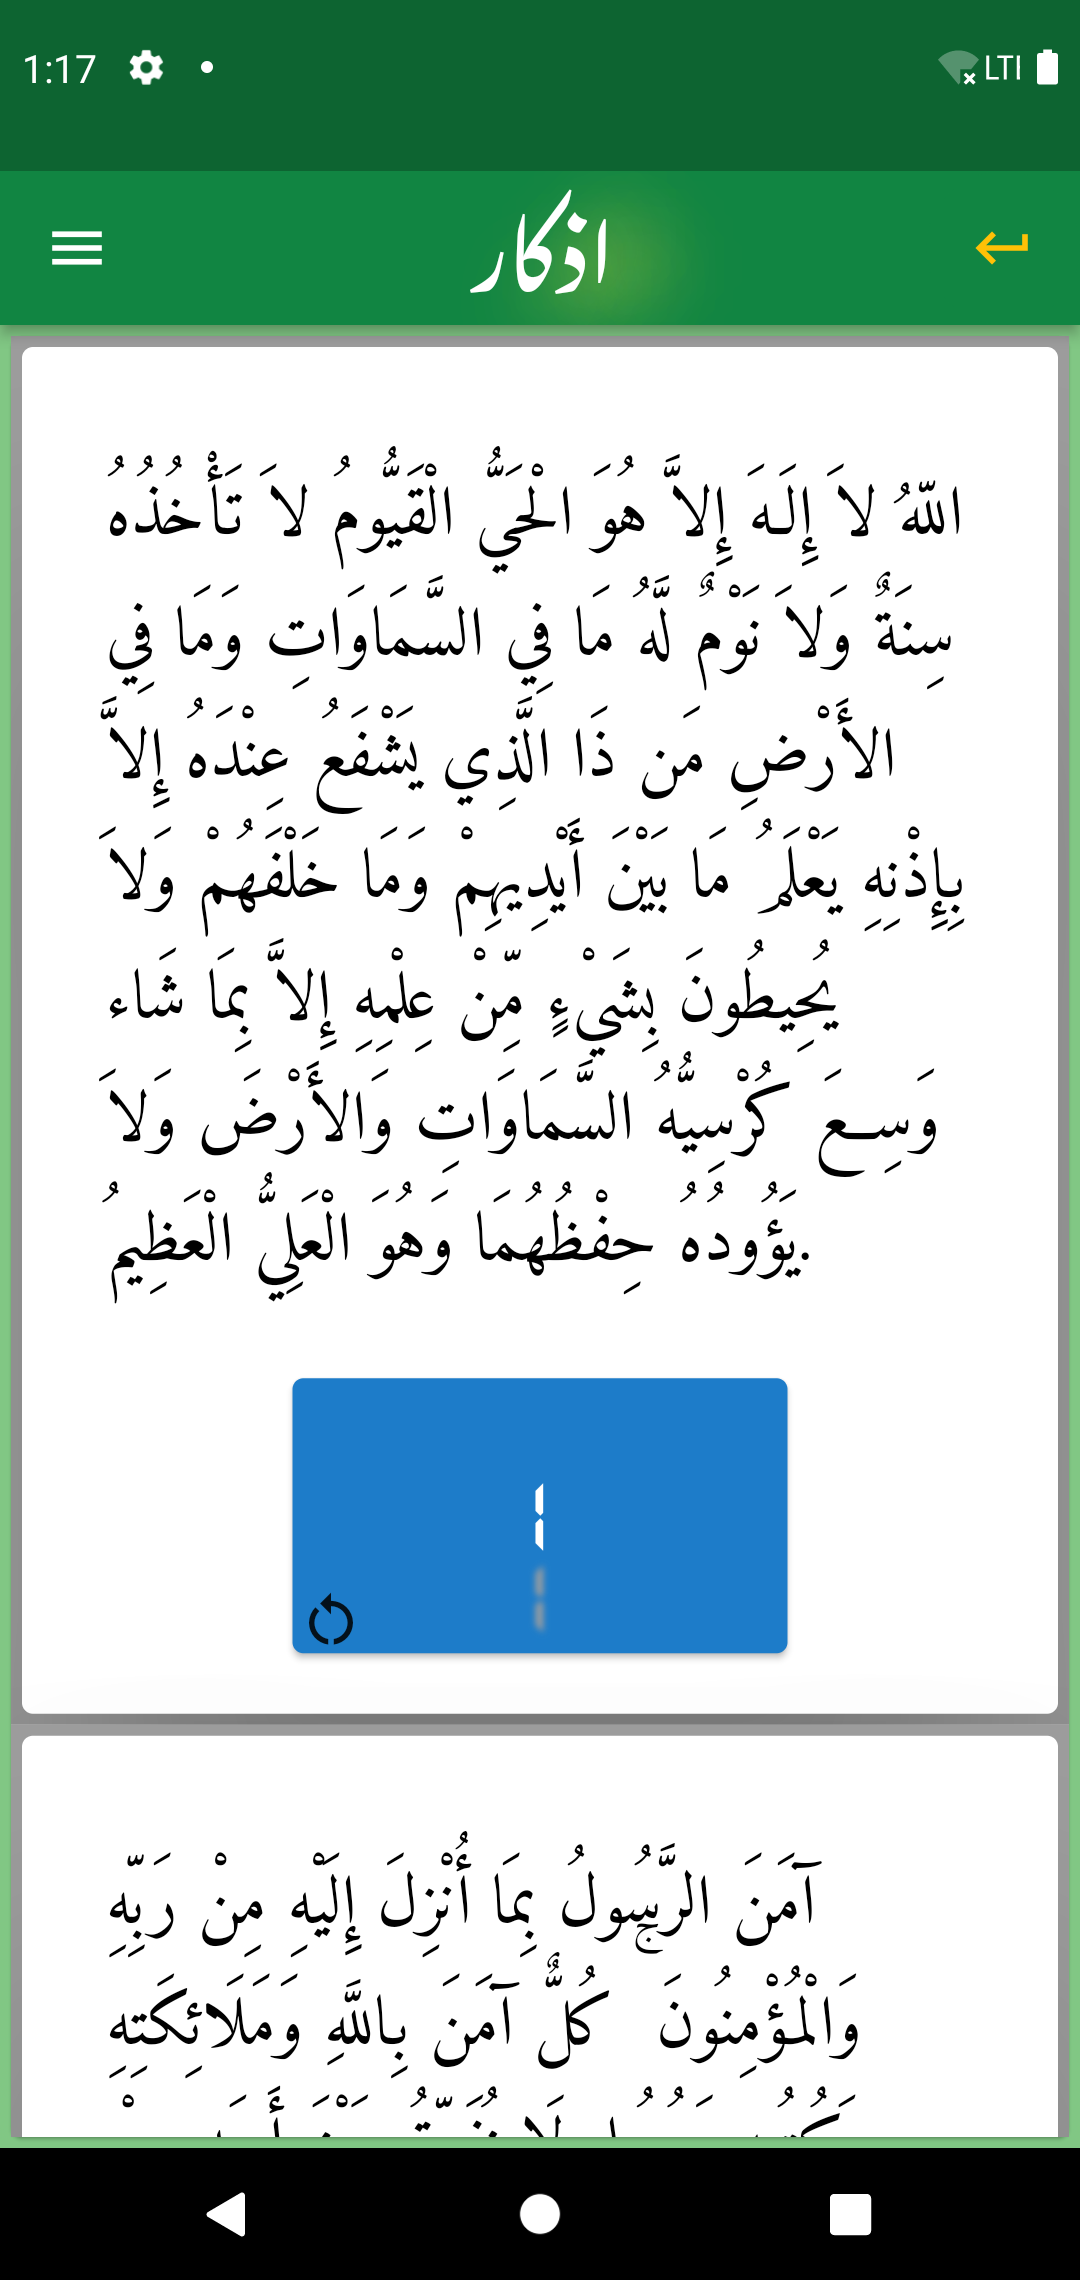 1:17
LTE
اذكار
اللّهُ لاَ إِلَـهَ إِلاَّ هُوَ الْحَيُّ الْقَيُّومُ لاَ تَأْخُذُهُ
سِنَةٌ وَلاَ نَوْمٌ لَّهُ مَا فِي السَّمَاوَاتِ وَمَا فِي
الأَرْضِ مَن ذَا الَّذِي يَشْفَعُ عِنْدَهُ إِلاَّ
بِإِذْنِهِ يَعْلَمُ مَا بَيْنَ أَيْدِيهِمْ وَمَا خَلْفَهُمْ وَلاَ
يُحِيطُونَ بِشَيْءٍ مِّنْ عِلْمِهِ إِلاَّ بِمَا شَاء
وَسِعَ كُرْسِيُّهُ السَّمَاوَاتِ وَالأَرْضَ وَلاَ
يَؤُودُهُ حِفْظُهُمَا وَهُوَ الْعَلِيُّ الْعَظِيمُ.
1
آمَنَ الرَّسُولُ بِمَا أُنْزِلَ إِلَيْهِ مِنْ رَبِّهِ
وَالْمُؤْمِنُونَ ۚ كُلٌّ آمَنَ بِاللَّهِ وَمَلَائِكَتِهِ